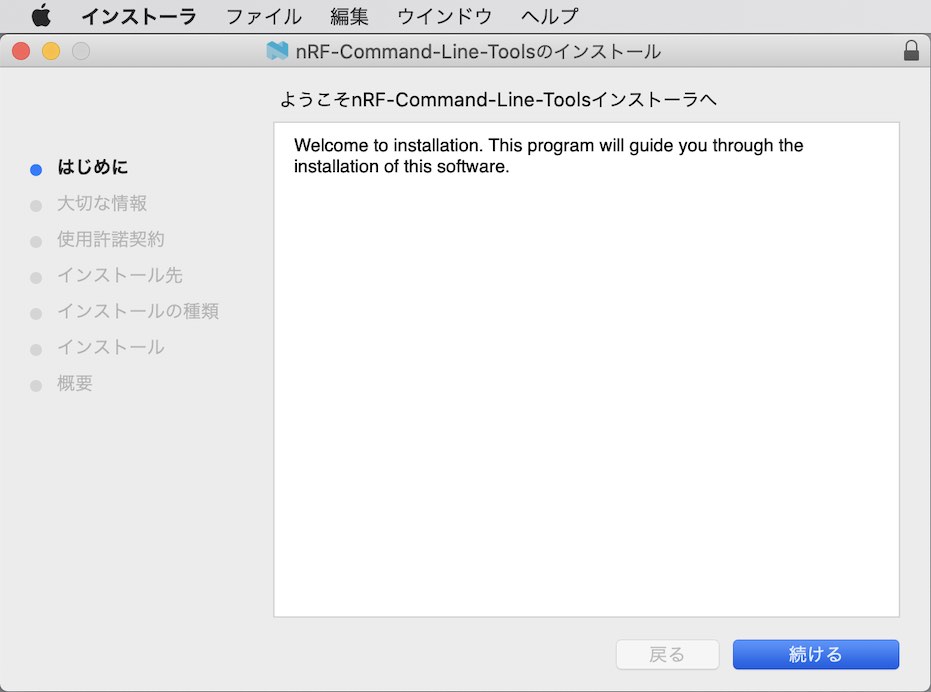 インストーラ ファイル 編集 ウインドウ ヘルプ
nRF-Command-Line-Toolsのインストール
ようこそnRF-Command-Line-Toolsインストーラへ
はじめに
大切な情報
使用許諾契約
インストール先
インストールの種類
インストール
概要
Welcome to installation. This program will guide you through the
installation of this software.
戻る 続ける